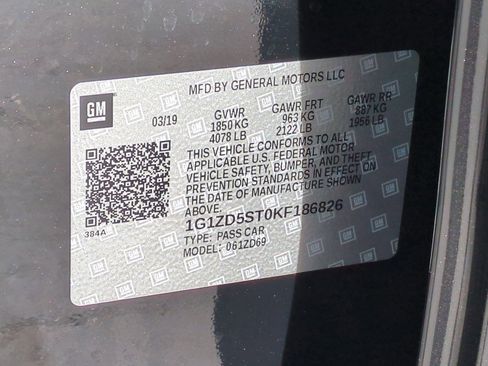 GM
MFD BY GENERAL MOTORS LLC
03/19 GVWR GAWR FRT GAWR RR
1850 KG 963 KG 887 KG
4078 LB 2122 LB 1956 LB
THIS VEHICLE CONFORMS TO ALL
APPLICABLE U.S. FEDERAL MOTOR
VEHICLE SAFETY, BUMPER, AND THEFT
PREVENTION STANDARDS IN EFFECT ON
THE DATE OF MANUFACTURE SHOWN
ABOVE.
384A
1G1ZD5ST0KF186826
TYPE: PASS CAR
MODEL: 061ZD69